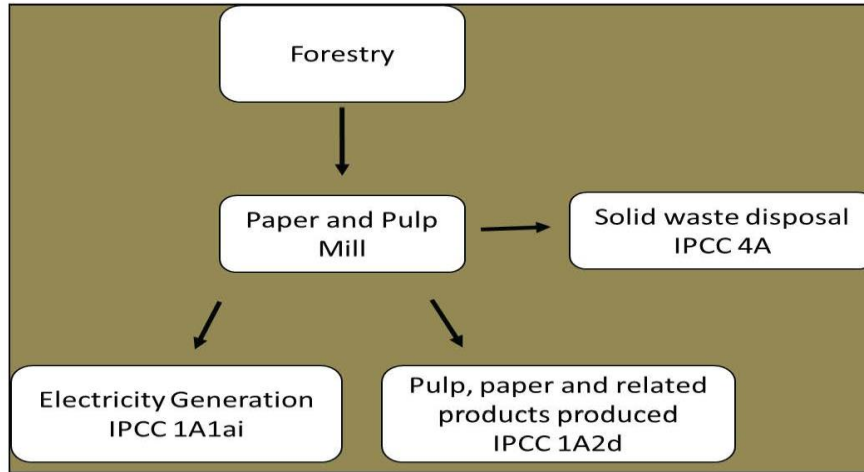 Forestry
Paper and Pulp
Mill
Solid waste disposal
IPCC 4A
Electricity Generation
IPCC 1A1ai
Pulp, paper and related
products produced
IPCC 1A2d